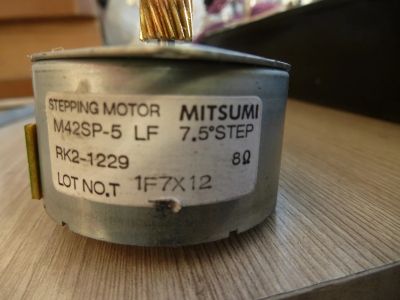 STEPPING MOTOR MITSUMI
M42SP-5 LF 7.5°STEP
RK2-1229 8Ω
LOT NO.T 1F7X12